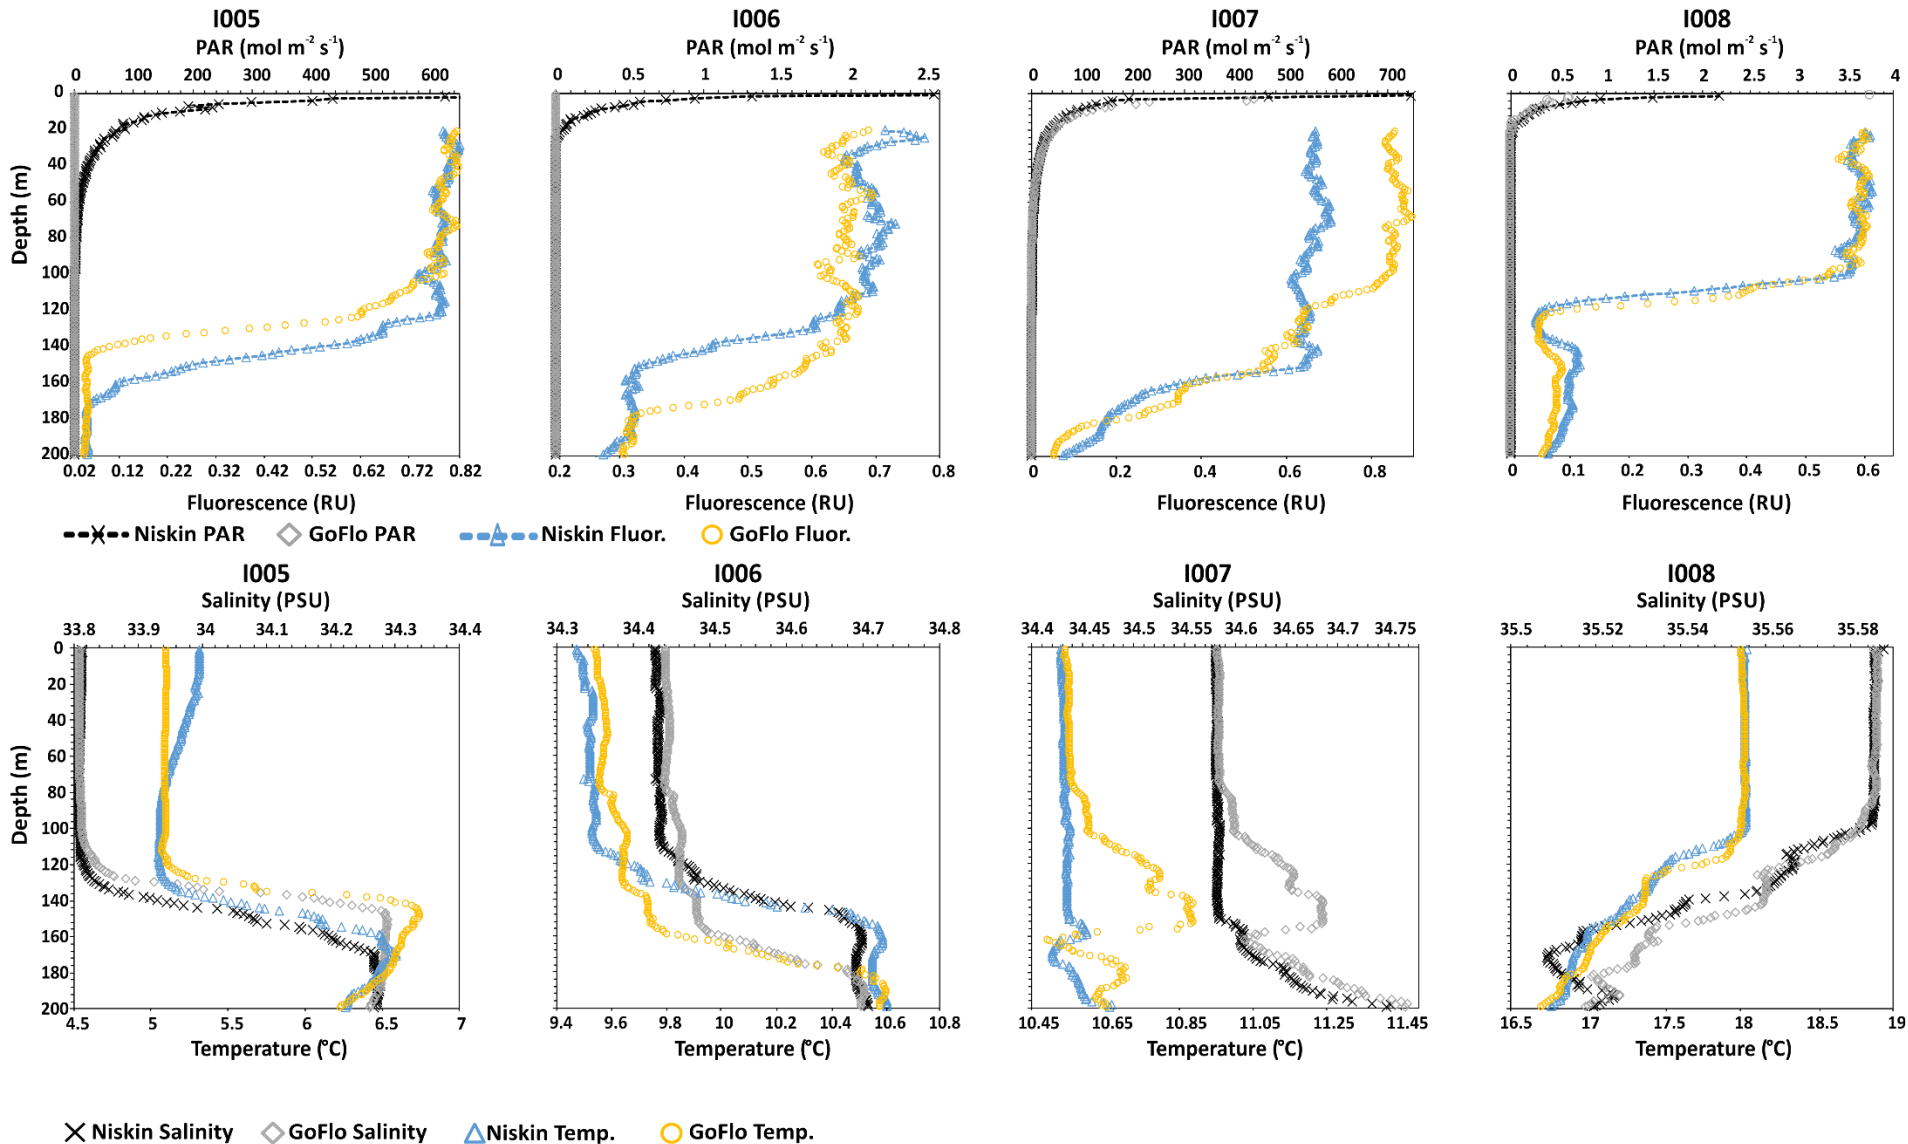 I005 I006 I007 I008
PAR (mol m⁻² s⁻¹) PAR (mol m⁻² s⁻¹) PAR (mol m⁻² s⁻¹) PAR (mol m⁻² s⁻¹)
0 100 200 300 400 500 600 0 0.5 1 1.5 2 2.5 0 100 200 300 400 500 600 700 0 0.5 1 1.5 2 2.5 3 3.5 4
0
20
40
60
80
100
120
140
160
180
200
Depth (m)
0.02 0.12 0.22 0.32 0.42 0.52 0.62 0.72 0.82 0.2 0.3 0.4 0.5 0.6 0.7 0.8 0 0.2 0.4 0.6 0.8 0 0.1 0.2 0.3 0.4 0.5 0.6
Fluorescence (RU) Fluorescence (RU) Fluorescence (RU) Fluorescence (RU)
Niskin PAR GoFlo PAR Niskin Fluor. GoFlo Fluor.
I005 I006 I007 I008
Salinity (PSU) Salinity (PSU) Salinity (PSU) Salinity (PSU)
33.8 33.9 34 34.1 34.2 34.3 34.4 34.3 34.4 34.5 34.6 34.7 34.8 34.4 34.45 34.5 34.55 34.6 34.65 34.7 34.75 35.5 35.52 35.54 35.56 35.58
0
20
40
60
80
100
120
140
160
180
200
Depth (m)
4.5 5 5.5 6 6.5 7 9.4 9.6 9.8 10 10.2 10.4 10.6 10.8 10.45 10.65 10.85 11.05 11.25 11.45 16.5 17 17.5 18 18.5 19
Temperature (°C) Temperature (°C) Temperature (°C) Temperature (°C)
Niskin Salinity GoFlo Salinity Niskin Temp. GoFlo Temp.